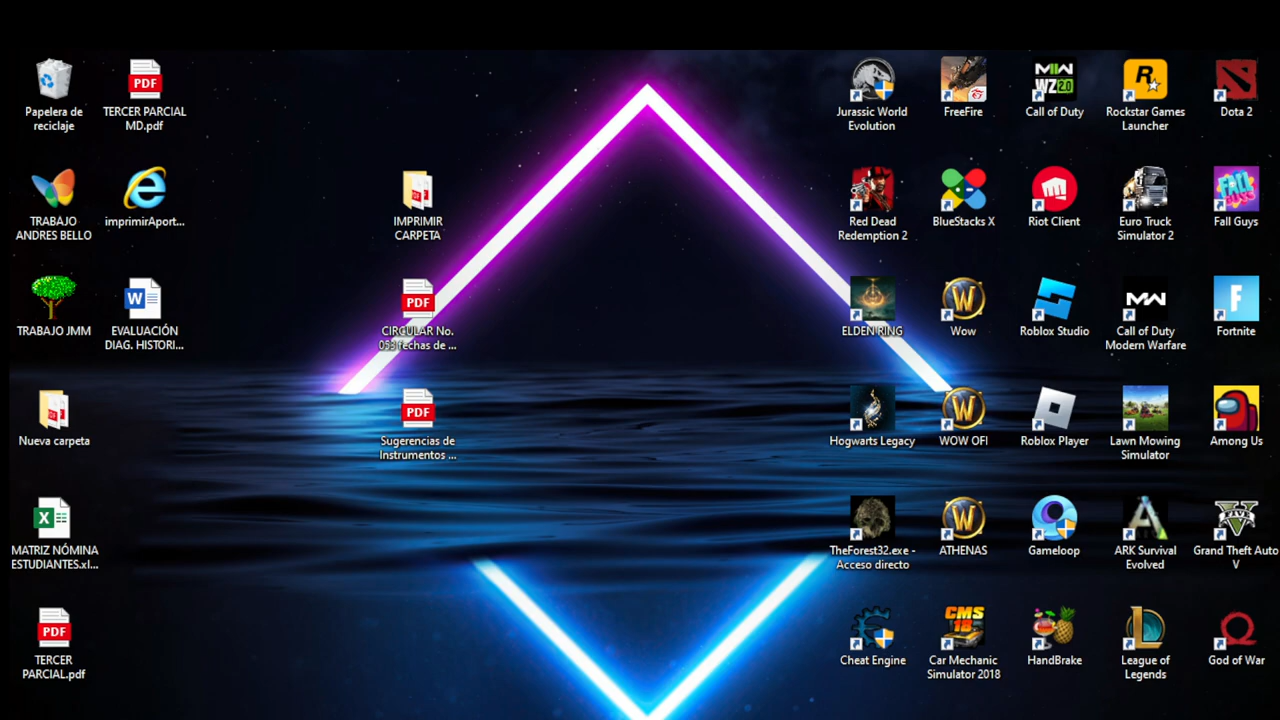 Papelera de
reciclaje
PDF
TERCER PARCIAL
MD.pdf
TRABAJO
ANDRES BELLO
imprimirAport...
TRABAJO JMM
W
EVALUACIÓN
DIAG. HISTORI...
Nueva carpeta
X
MATRIZ NÓMINA
ESTUDIANTES.xl...
PDF
TERCER
PARCIAL.pdf
IMPRIMIR
CARPETA
PDF
CIRCULAR No.
053 fechas de ...
PDF
Sugerencias de
Instrumentos ...
Jurassic World
Evolution
FreeFire
MW
WZ 2.0
Call of Duty
R
Rockstar Games
Launcher
Dota 2
Red Dead
Redemption 2
BlueStacks X
Riot Client
Euro Truck
Simulator 2
FALL
GUYS
Fall Guys
ELDEN RING
W
Wow
Roblox Studio
MW
Call of Duty
Modern Warfare
F
Fortnite
Hogwarts Legacy
W
WOW OFI
Roblox Player
Lawn Mowing
Simulator
Among Us
TheForest32.exe -
Acceso directo
W
ATHENAS
Gameloop
A
ARK Survival
Evolved
V
FIVE
Grand Theft Auto
V
Cheat Engine
CMS
18
Car Mechanic
Simulator 2018
HandBrake
L
League of
Legends
God of War